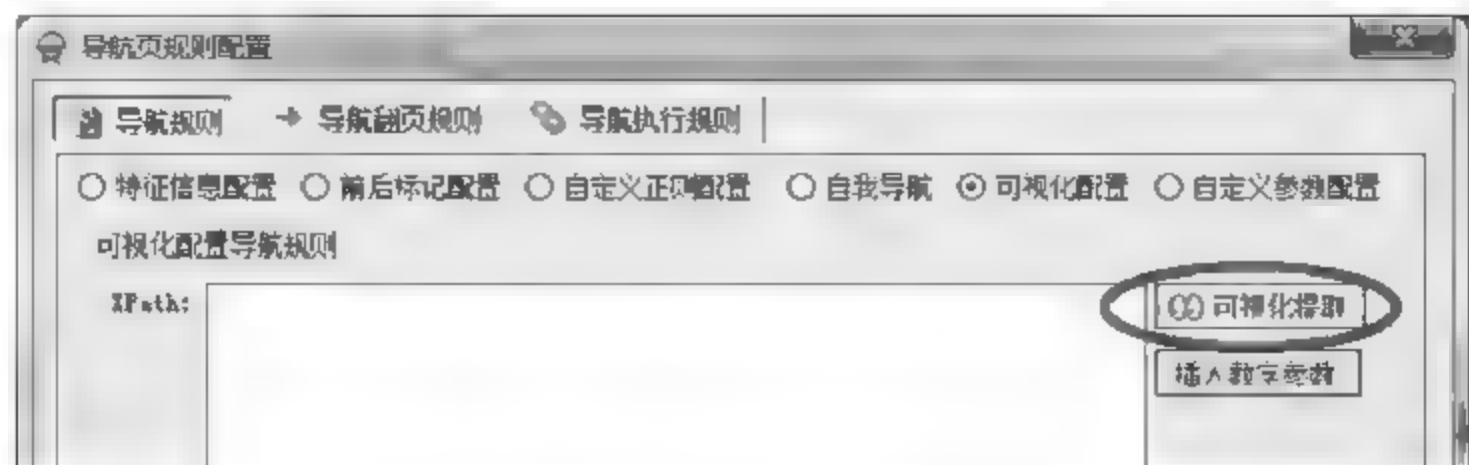 导航页规则配置
导航规则 导航翻页规则 导航执行规则
特征信息配置 前后标记配置 自定义正则配置 自我导航 可视化配置 自定义参数配置
可视化配置导航规则
XPath: 可视化提取
插入数字参数